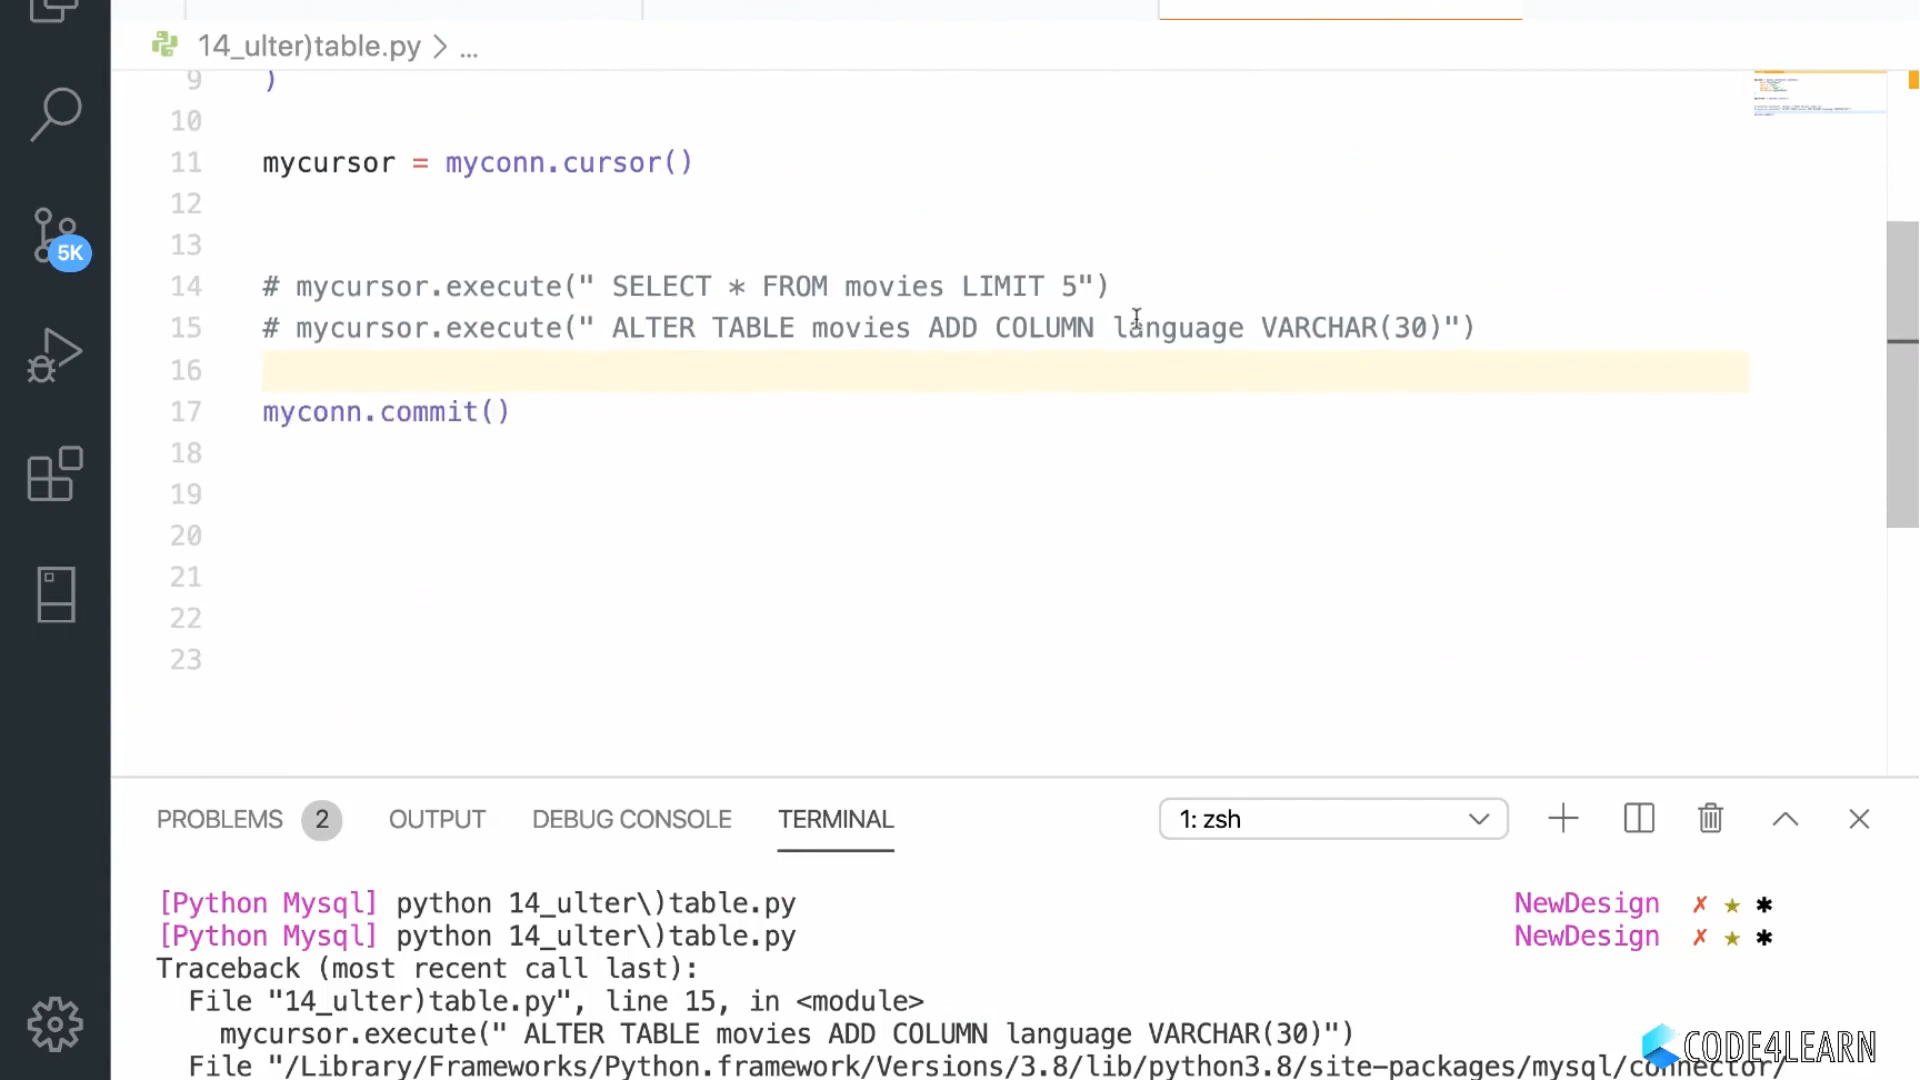 14_ulter)table.py > ...
9 )
10
11 mycursor = myconn.cursor()
12
13
14 # mycursor.execute(" SELECT * FROM movies LIMIT 5")
15 # mycursor.execute(" ALTER TABLE movies ADD COLUMN language VARCHAR(30)")
16
17 myconn.commit()
18
19
20
21
22
23
5K
PROBLEMS 2 OUTPUT DEBUG CONSOLE TERMINAL 1: zsh
[Python Mysql] python 14_ulter\)table.py NewDesign ✗ ★ ✱
[Python Mysql] python 14_ulter\)table.py NewDesign ✗ ★ ✱
Traceback (most recent call last):
File "14_ulter)table.py", line 15, in <module>
mycursor.execute(" ALTER TABLE movies ADD COLUMN language VARCHAR(30)")
File "/Library/Frameworks/Python.framework/Versions/3.8/lib/python3.8/site-packages/mysql/connector/
CODE4LEARN